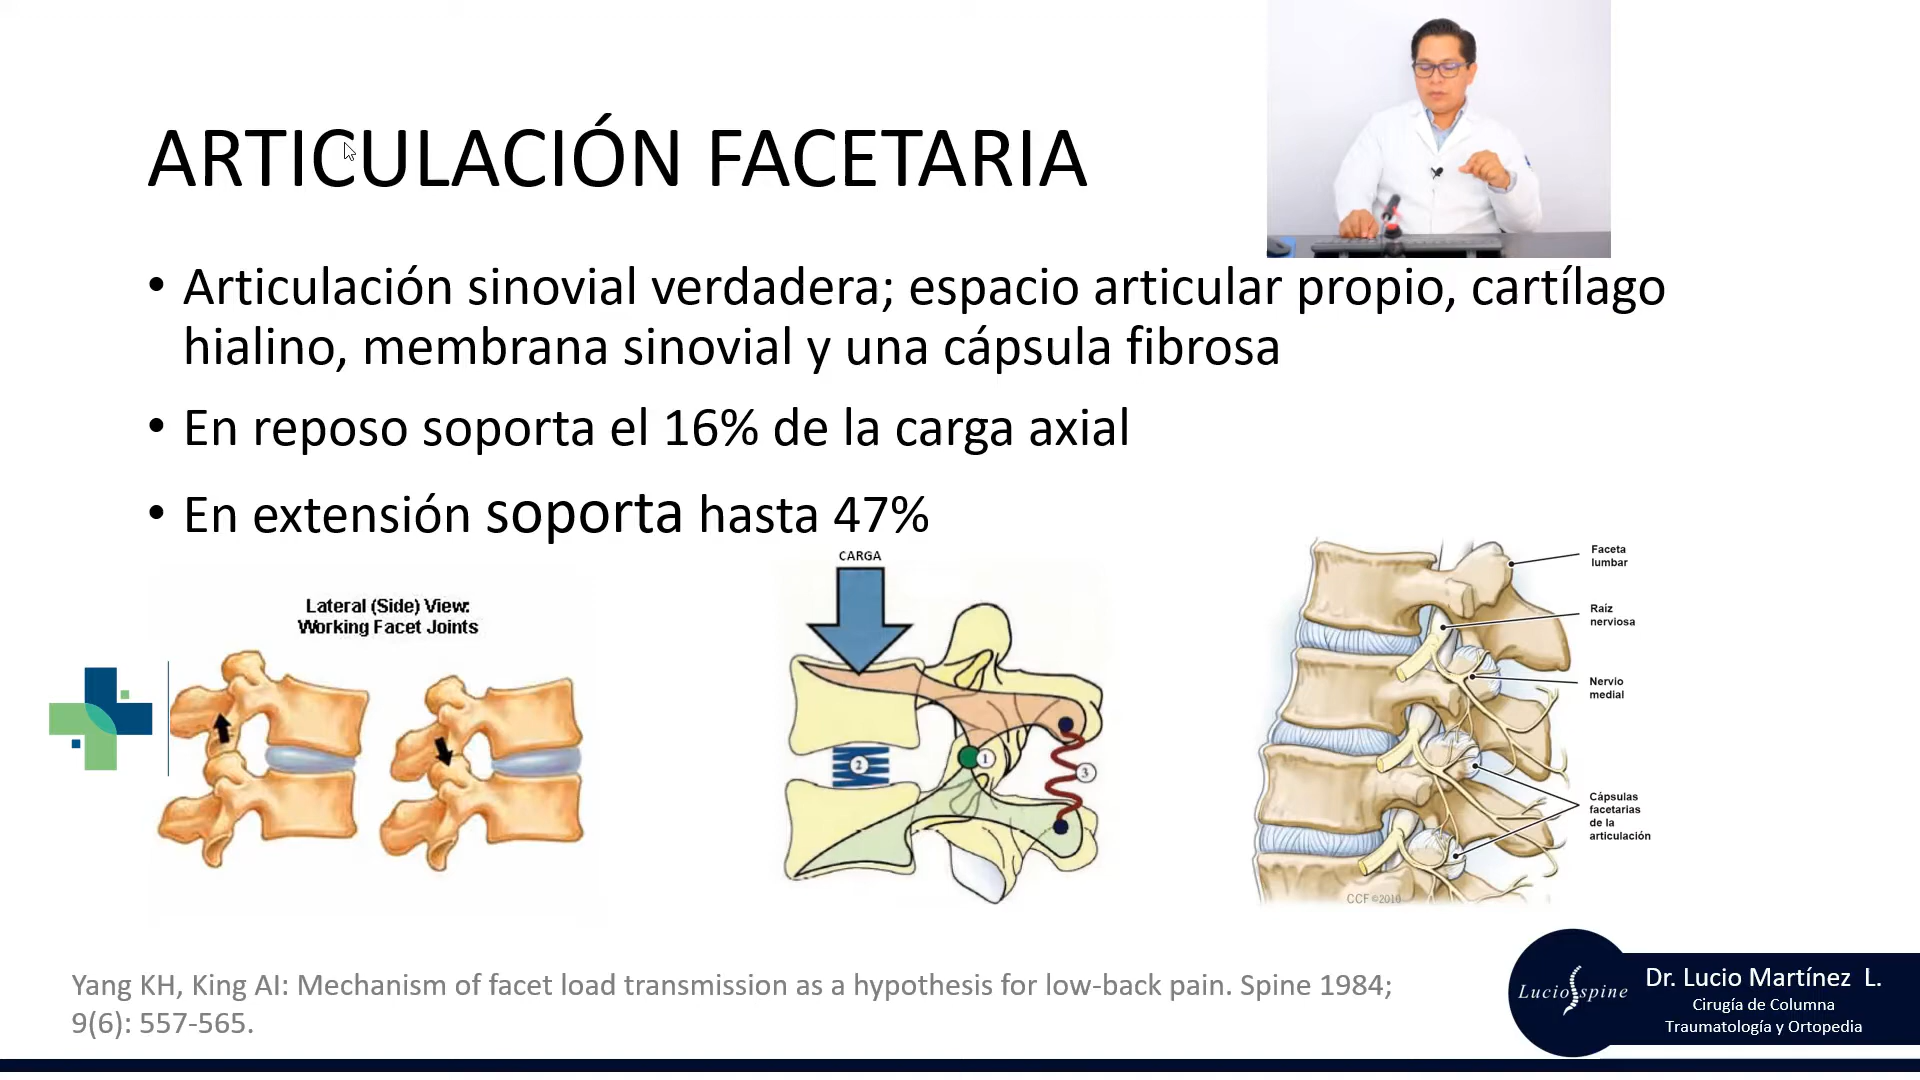 ARTICULACIÓN FACETARIA
• Articulación sinovial verdadera; espacio articular propio, cartílago
hialino, membrana sinovial y una cápsula fibrosa
• En reposo soporta el 16% de la carga axial
• En extensión soporta hasta 47%
Lateral (Side) View:
Working Facet Joints
CARGA
1
2
3
Faceta
lumbar
Raíz
nerviosa
Nervio
medial
Cápsulas
facetarias
de la
articulación
CCF ©2010
Yang KH, King AI: Mechanism of facet load transmission as a hypothesis for low-back pain. Spine 1984;
9(6): 557-565.
Lucio spine
Dr. Lucio Martínez L.
Cirugía de Columna
Traumatología y Ortopedia